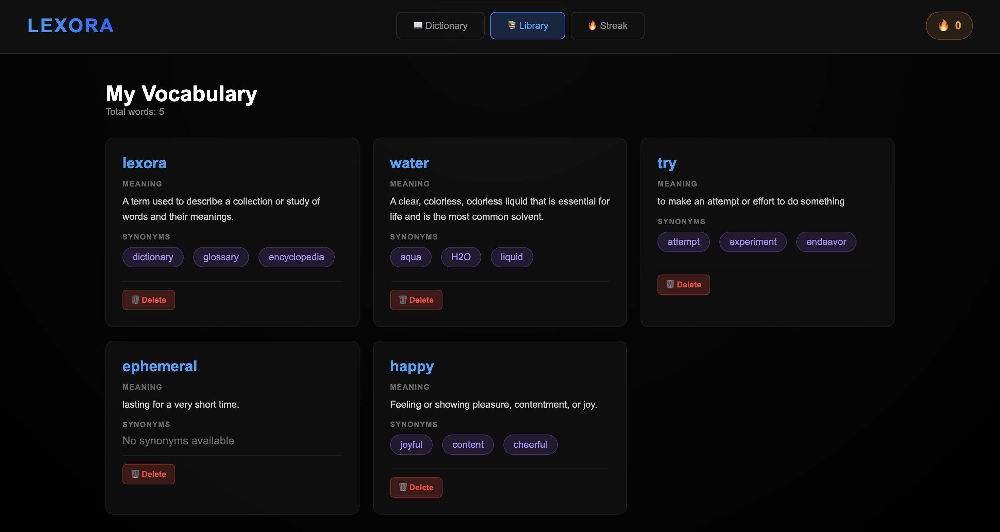 LEXORA
📖 Dictionary
📚 Library
🔥 Streak
🔥 0
My Vocabulary
Total words: 5
lexora
MEANING
A term used to describe a collection or study of
words and their meanings.
SYNONYMS
dictionary glossary encyclopedia
🗑️ Delete
water
MEANING
A clear, colorless, odorless liquid that is essential for
life and is the most common solvent.
SYNONYMS
aqua H2O liquid
🗑️ Delete
try
MEANING
to make an attempt or effort to do something
SYNONYMS
attempt experiment endeavor
🗑️ Delete
ephemeral
MEANING
lasting for a very short time.
SYNONYMS
No synonyms available
🗑️ Delete
happy
MEANING
Feeling or showing pleasure, contentment, or joy.
SYNONYMS
joyful content cheerful
🗑️ Delete